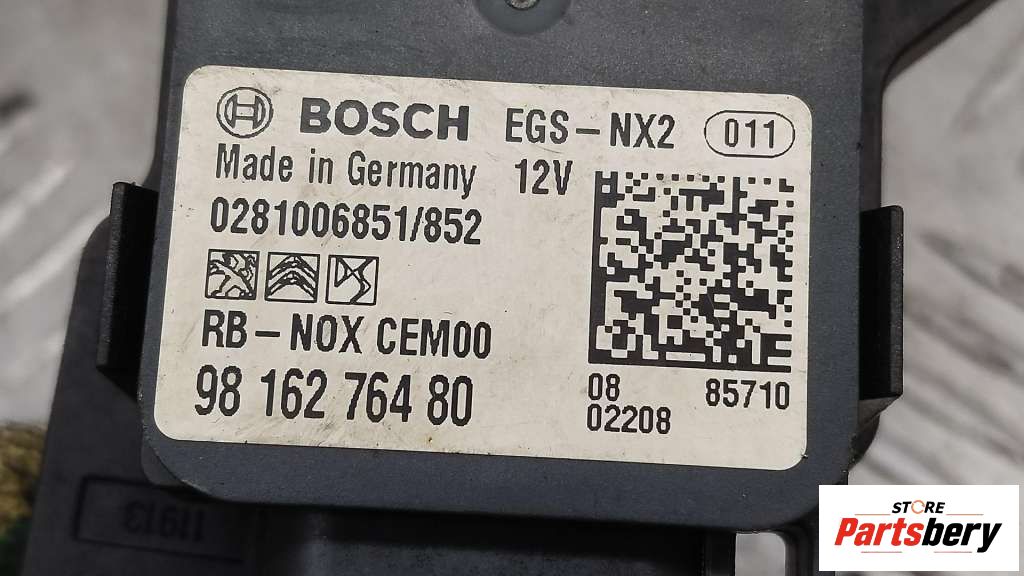 BOSCH EGS-NX2 011
Made in Germany 12V
0281006851/852
RB-NOX CEM00
98 162 764 80
08 85710
02208
11913
STORE
Partsbery